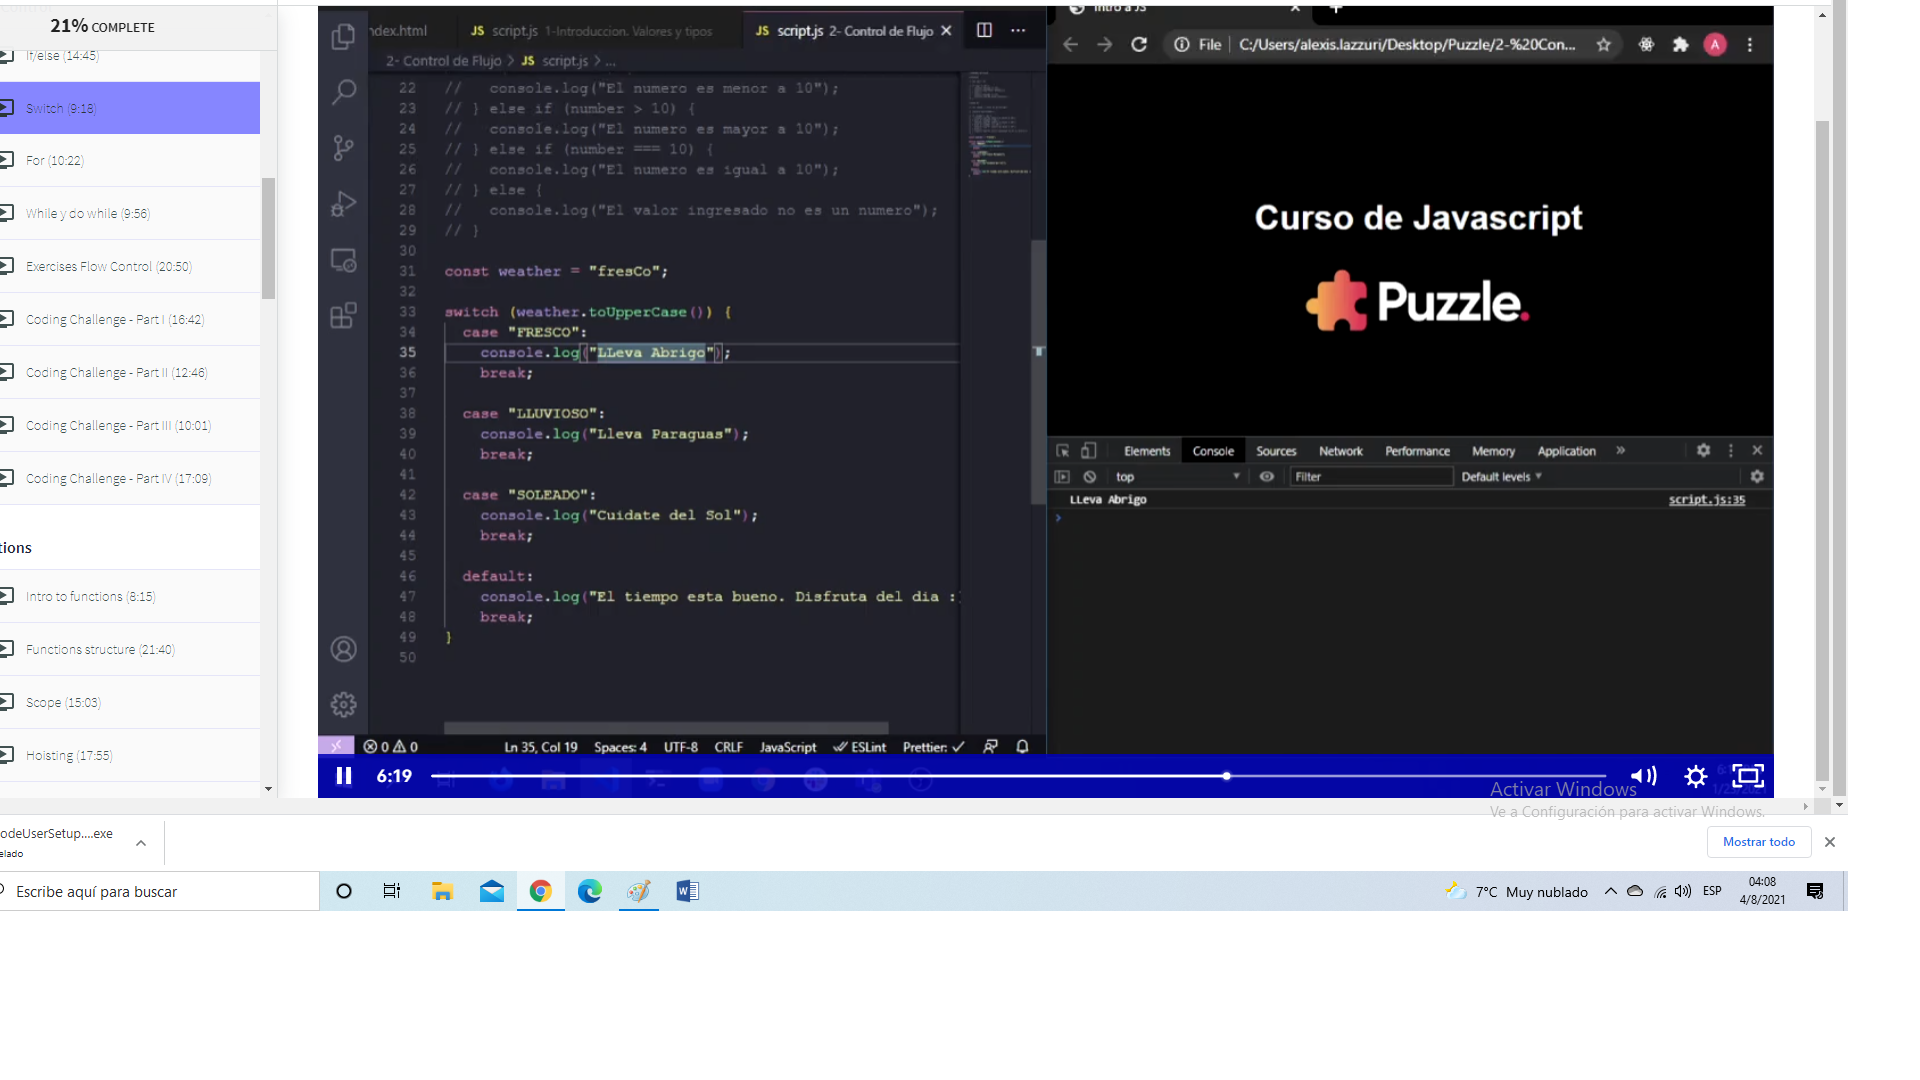 21% COMPLETE
If/else (14:45)
Switch (9:18)
For (10:22)
While y do while (9:56)
Exercises Flow Control (20:50)
Coding Challenge - Part I (16:42)
Coding Challenge - Part II (12:46)
Coding Challenge - Part III (10:01)
Coding Challenge - Part IV (17:09)
tions
Intro to functions (8:15)
Functions structure (21:40)
Scope (15:03)
Hoisting (17:55)
ndex.html
JS script.js 1-Introduccion. Valores y tipos
JS script.js 2- Control de Flujo
2- Control de Flujo > JS script.js > ...
22 // console.log("El numero es menor a 10");
23 // } else if (number > 10) {
24 // console.log("El numero es mayor a 10");
25 // } else if (number === 10) {
26 // console.log("El numero es igual a 10");
27 // } else {
28 // console.log("El valor ingresado no es un numero");
29 // }
30
31 const weather = "fresCo";
32
33 switch (weather.toUpperCase()) {
34 case "FRESCO":
35 console.log("LLeva Abrigo");
36 break;
37
38 case "LLUVIOSO":
39 console.log("Lleva Paraguas");
40 break;
41
42 case "SOLEADO":
43 console.log("Cuidate del Sol");
44 break;
45
46 default:
47 console.log("El tiempo esta bueno. Disfruta del dia :
48 break;
49 }
50
0 0
Ln 35, Col 19 Spaces: 4 UTF-8 CRLF JavaScript ESLint Prettier:
Intro a JS
File C:/Users/alexis.lazzuri/Desktop/Puzzle/2-%20Con...
A
Curso de Javascript
Puzzle.
Elements Console Sources Network Performance Memory Application »
top Filter Default levels
LLeva Abrigo script.js:35
6:19
Activar Windows
Ve a Configuración para activar Windows.
odeUserSetup....exe
elado
Mostrar todo
Escribe aquí para buscar
7°C Muy nublado
ESP
04:08
4/8/2021